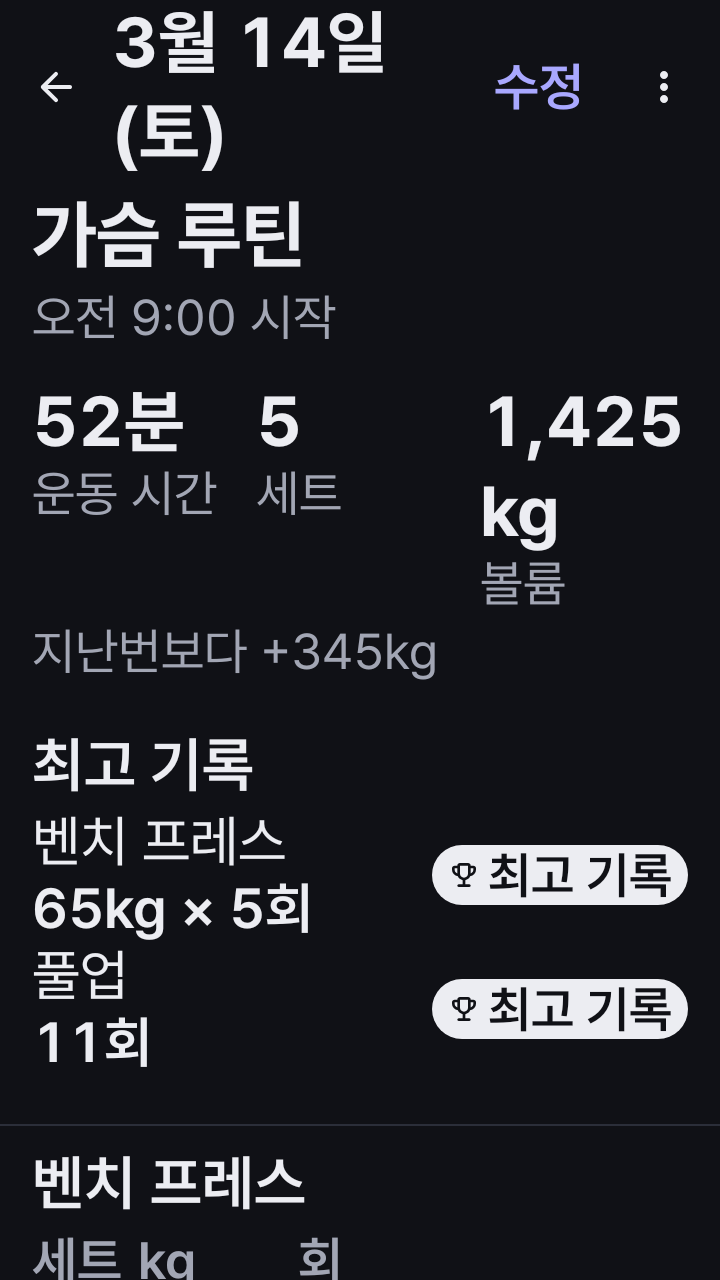 3월 14일
(토)
수정
가슴 루틴
오전 9:00 시작
52분
운동 시간
5
세트
1,425
kg
볼륨
지난번보다 +345kg
최고 기록
벤치 프레스
65kg × 5회
최고 기록
풀업
11회
최고 기록
벤치 프레스
세트 kg 회